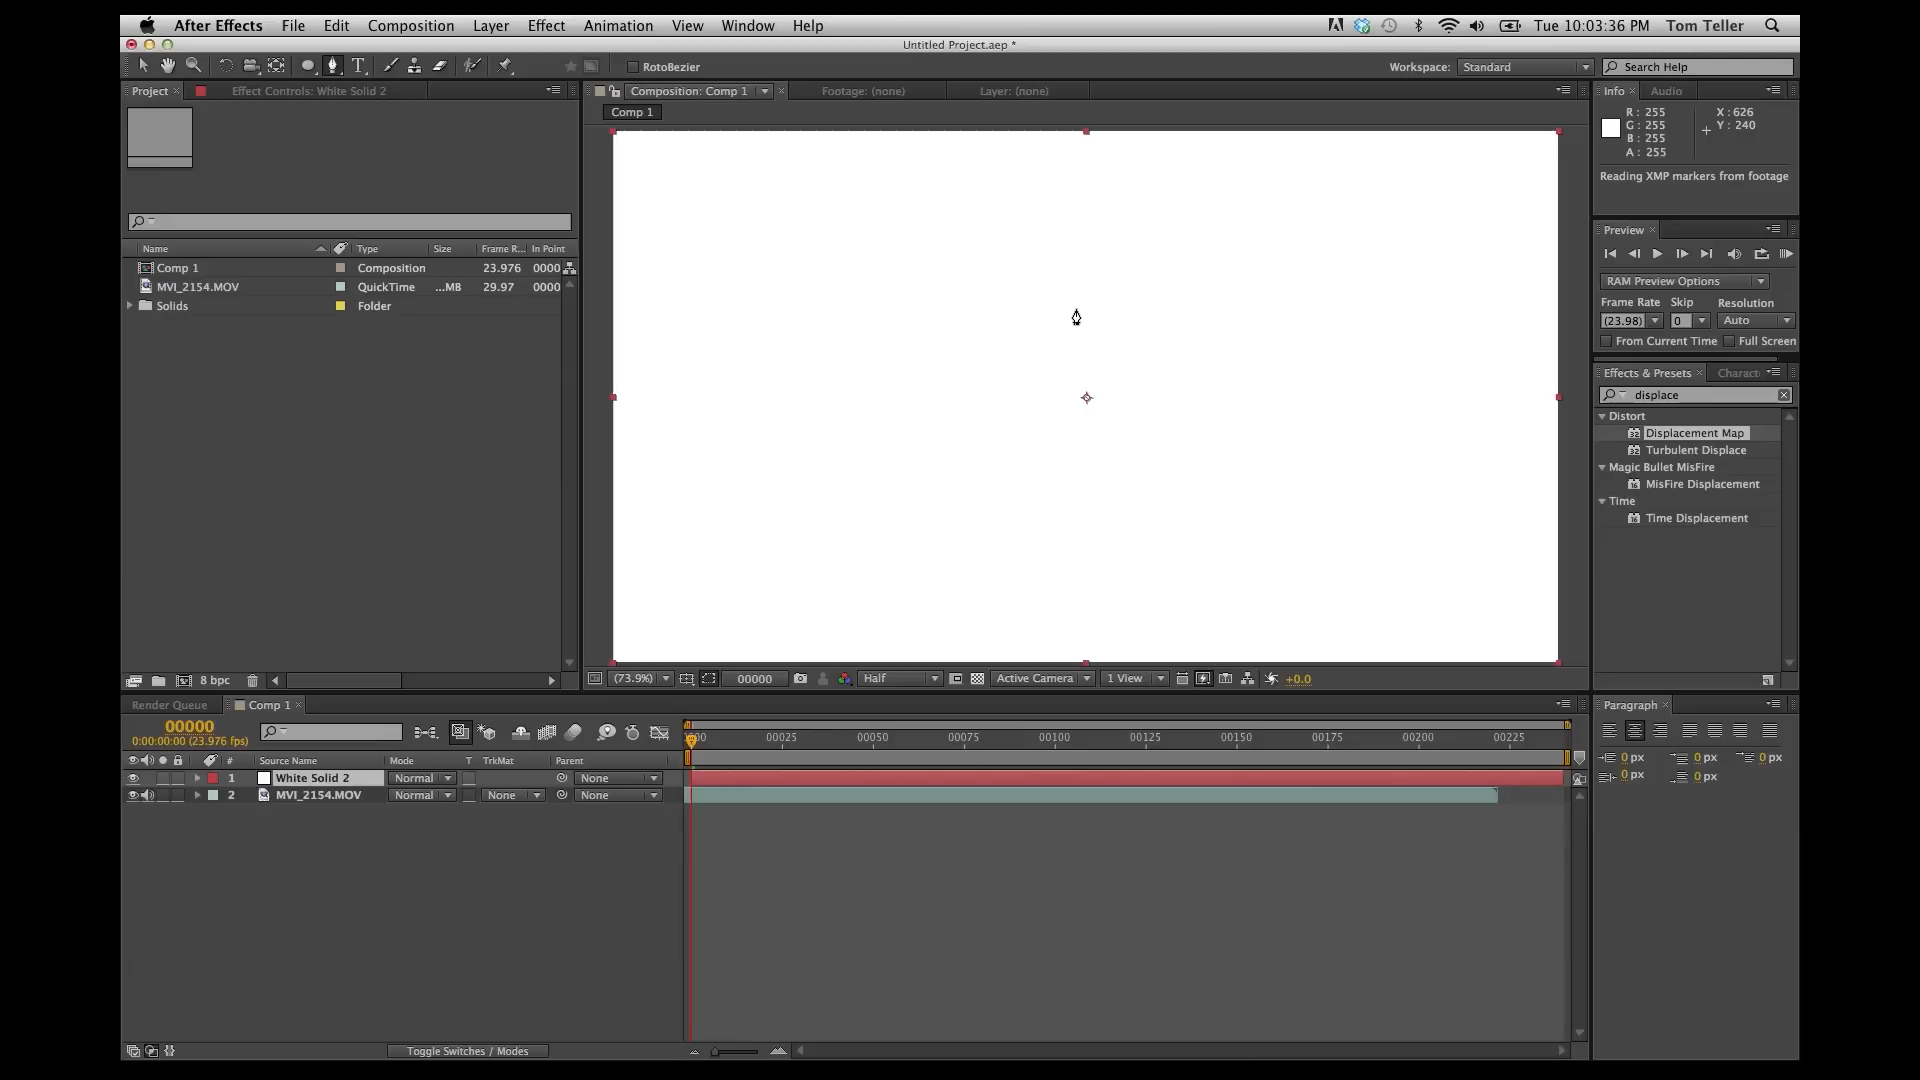 After Effects File Edit Composition Layer Effect Animation View Window Help Tue 10:03:36 PM Tom Teller
Untitled Project.aep *
T RotoBezier Workspace: Standard Search Help
Project Effect Controls: White Solid 2 Composition: Comp 1 Footage: (none) Layer: (none) Info Audio
Comp 1
R : 255 X : 626
G : 255 Y : 240
B : 255
A : 255
Reading XMP markers from footage
Name Type Size Frame R... In Point
Comp 1 Composition 23.976 0000
MVI_2154.MOV QuickTime ...MB 29.97 0000
Solids Folder
Preview
RAM Preview Options
Frame Rate Skip Resolution
(23.98) 0 Auto
From Current Time Full Screen
Effects & Presets Charact
displace
Distort
32 Displacement Map
32 Turbulent Displace
Magic Bullet MisFire
16 MisFire Displacement
Time
16 Time Displacement
8 bpc (73.9%) 00000 Half Active Camera 1 View +0.0
Render Queue Comp 1
00000
0:00:00:00 (23.976 fps)
00025 00050 00075 00100 00125 00150 00175 00200 00225
# Source Name Mode T TrkMat Parent
1 White Solid 2 Normal None
2 MVI_2154.MOV Normal None None
Toggle Switches / Modes
Paragraph
0 px 0 px 0 px
0 px 0 px